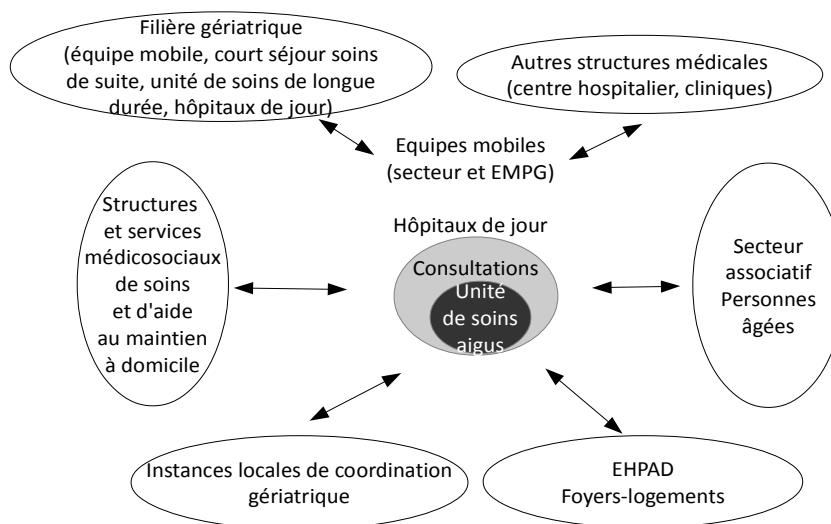 Filière gériatrique
(équipe mobile, court séjour soins
de suite, unité de soins de longue
durée, hôpitaux de jour)
Autres structures médicales
(centre hospitalier, cliniques)
Equipes mobiles
(secteur et EMPG)
Structures
et services
médicosociaux
de soins
et d'aide
au maintien
à domicile
Hôpitaux de jour
Consultations
Unité
de soins
aigus
Secteur
associatif
Personnes
âgées
Instances locales de coordination
gériatrique
EHPAD
Foyers-logements